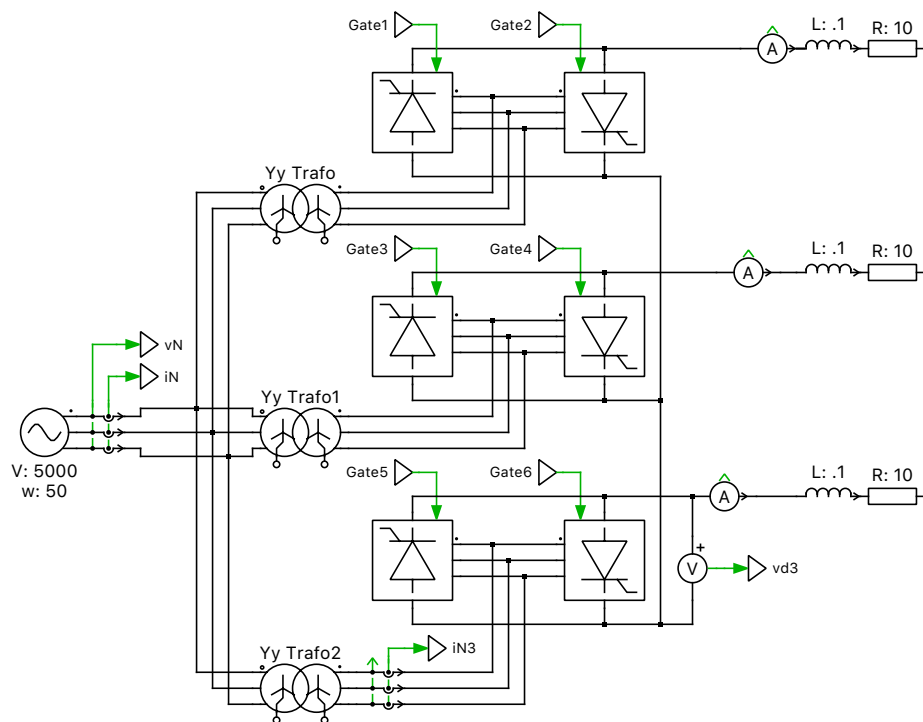 Gate1
Gate2
L: .1
R: 10
A
Yy Trafo
Gate3
Gate4
L: .1
R: 10
A
vN
iN
Yy Trafo1
V: 5000
w: 50
Gate5
Gate6
L: .1
R: 10
A
+
V
vd3
Yy Trafo2
iN3